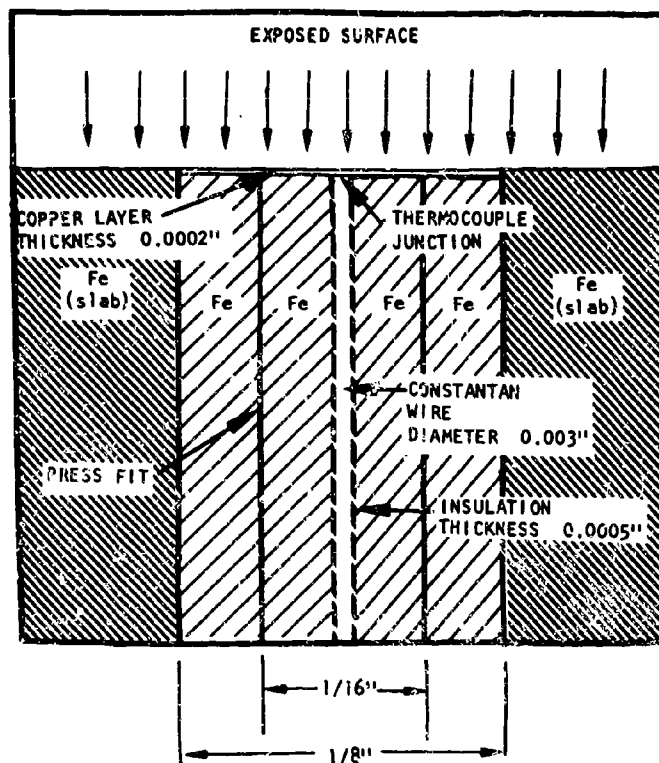 EXPOSED SURFACE
COPPER LAYER
THICKNESS 0.0002"
THERMOCOUPLE
JUNCTION
Fe
(slab)
Fe
Fe
Fe
Fe
Fe
(slab)
CONSTANTAN
WIRE
DIAMETER 0.003"
PRESS FIT
INSULATION
THICKNESS 0.0005"
1/16"
1/8"